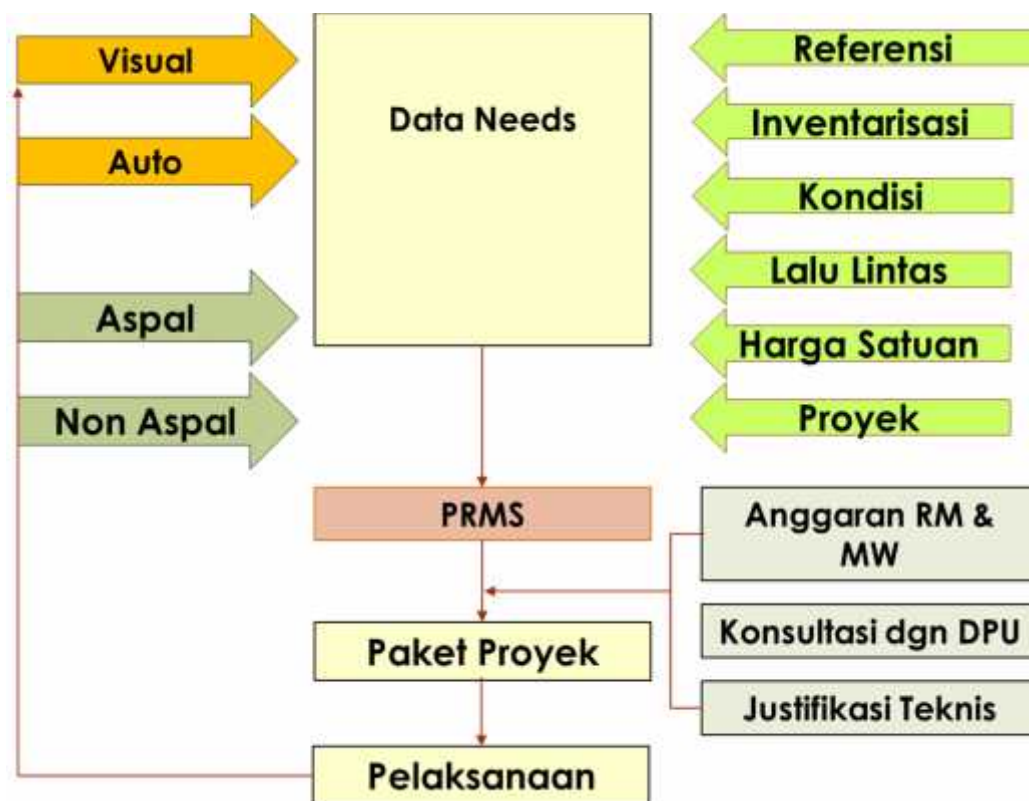 Visual
Auto
Aspal
Non Aspal
Data Needs
Referensi
Inventarisasi
Kondisi
Lalu Lintas
Harga Satuan
Proyek
PRMS
Anggaran RM &
MW
Konsultasi dgn DPU
Justifikasi Teknis
Paket Proyek
Pelaksanaan